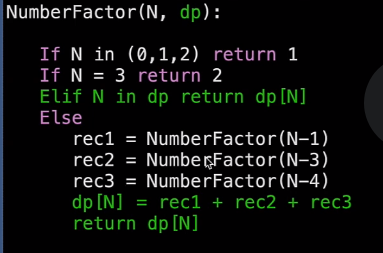 NumberFactor(N, dp):
If N in (0,1,2) return 1
If N = 3 return 2
Elif N in dp return dp[N]
Else
rec1 = NumberFactor(N-1)
rec2 = NumberFactor(N-3)
rec3 = NumberFactor(N-4)
dp[N] = rec1 + rec2 + rec3
return dp[N]